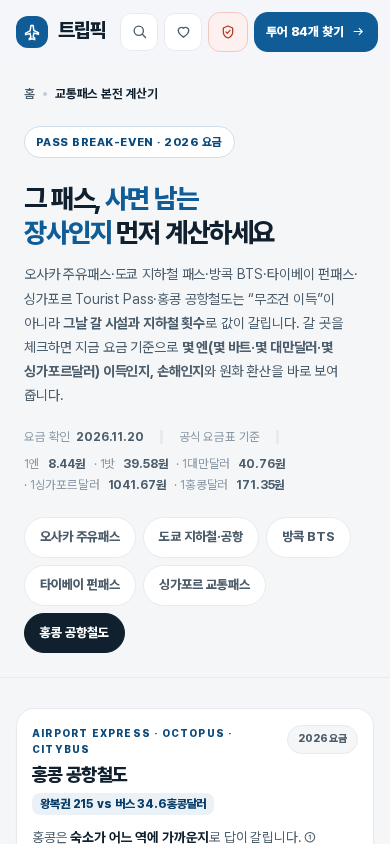 트립픽
투어 84개 찾기 →
홈 • 교통패스 본전 계산기
PASS BREAK-EVEN · 2026 요금
그 패스, 사면 남는
장사인지 먼저 계산하세요
오사카 주유패스·도쿄 지하철 패스·방콕 BTS·타이베이 펀패스·
싱가포르 Tourist Pass·홍콩 공항철도는 “무조건 이득”이
아니라 그날 갈 시설과 지하철 횟수로 값이 갈립니다. 갈 곳을
체크하면 지금 요금 기준으로 몇 엔(몇 바트·몇 대만달러·몇
싱가포르달러) 이득인지, 손해인지와 원화 환산을 바로 보여
줍니다.
요금 확인 2026.11.20 | 공식 요금표 기준 |
1엔 8.44원 · 1밧 39.58원 · 1대만달러 40.76원
· 1싱가포르달러 1041.67원 · 1홍콩달러 171.35원
오사카 주유패스 도쿄 지하철·공항 방콕 BTS
타이베이 펀패스 싱가포르 교통패스
홍콩 공항철도
AIRPORT EXPRESS · OCTOPUS ·
CITYBUS
2026 요금
홍콩 공항철도
왕복권 215 vs 버스 34.6홍콩달러
홍콩은 숙소가 어느 역에 가까운지로 답이 갈립니다. ①